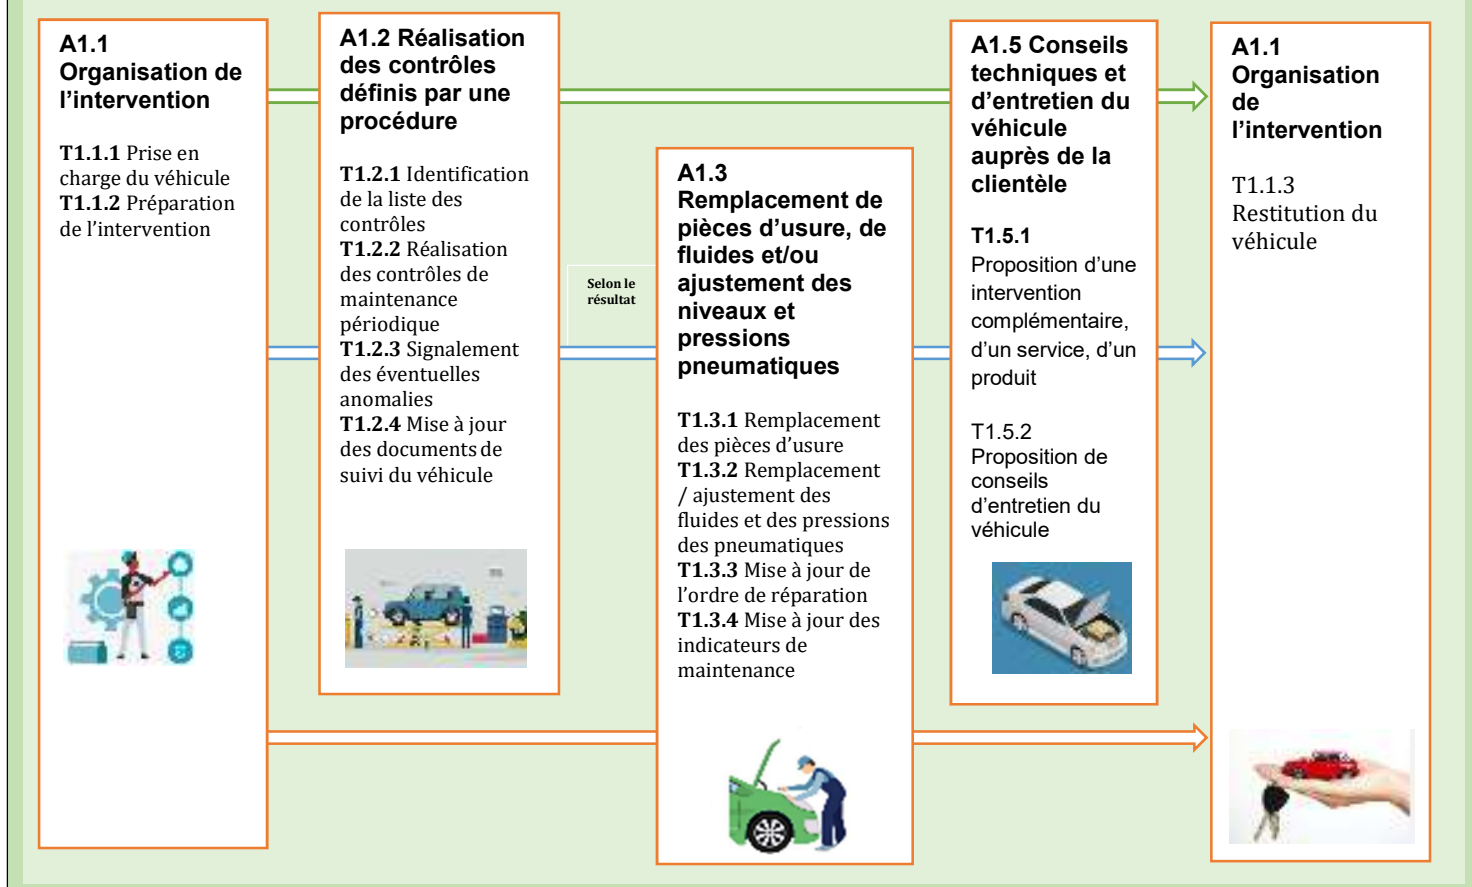 A1.1
Organisation de
l’intervention
T1.1.1 Prise en
charge du véhicule
T1.1.2 Préparation
de l’intervention
A1.2 Réalisation
des contrôles
définis par une
procédure
T1.2.1 Identification
de la liste des
contrôles
T1.2.2 Réalisation
des contrôles de
maintenance
périodique
T1.2.3 Signalement
des éventuelles
anomalies
T1.2.4 Mise à jour
des documents de
suivi du véhicule
Selon le
résultat
A1.3
Remplacement de
pièces d’usure, de
fluides et/ou
ajustement des
niveaux et
pressions
pneumatiques
T1.3.1 Remplacement
des pièces d’usure
T1.3.2 Remplacement
/ ajustement des
fluides et des pressions
des pneumatiques
T1.3.3 Mise à jour de
l’ordre de réparation
T1.3.4 Mise à jour des
indicateurs de
maintenance
A1.5 Conseils
techniques et
d’entretien du
véhicule
auprès de la
clientèle
T1.5.1
Proposition d’une
intervention
complémentaire,
d’un service, d’un
produit
T1.5.2
Proposition de
conseils
d’entretien du
véhicule
A1.1
Organisation
de
l’intervention
T1.1.3
Restitution du
véhicule